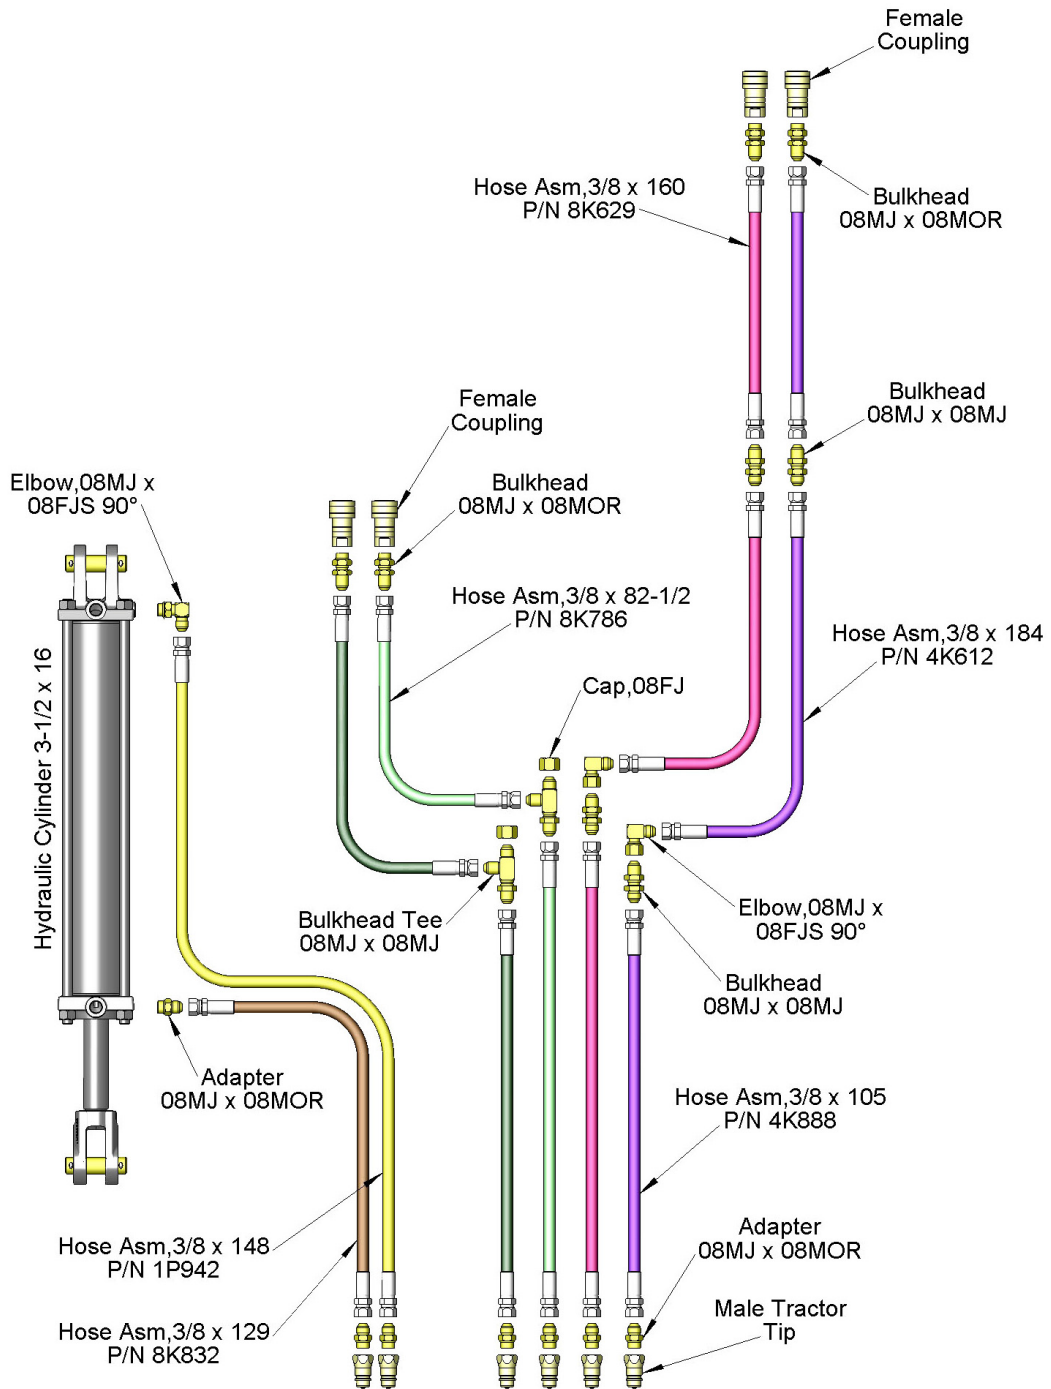 Female
Coupling
Hose Asm,3/8 x 160
P/N 8K629
Bulkhead
08MJ x 08MOR
Bulkhead
08MJ x 08MJ
Female
Coupling
Elbow,08MJ x
08FJS 90°
Bulkhead
08MJ x 08MOR
Hose Asm,3/8 x 82-1/2
P/N 8K786
Hose Asm,3/8 x 184
P/N 4K612
Cap,08FJ
Hydraulic Cylinder 3-1/2 x 16
Bulkhead Tee
08MJ x 08MJ
Elbow,08MJ x
08FJS 90°
Bulkhead
08MJ x 08MJ
Adapter
08MJ x 08MOR
Hose Asm,3/8 x 105
P/N 4K888
Hose Asm,3/8 x 148
P/N 1P942
Adapter
08MJ x 08MOR
Hose Asm,3/8 x 129
P/N 8K832
Male Tractor
Tip